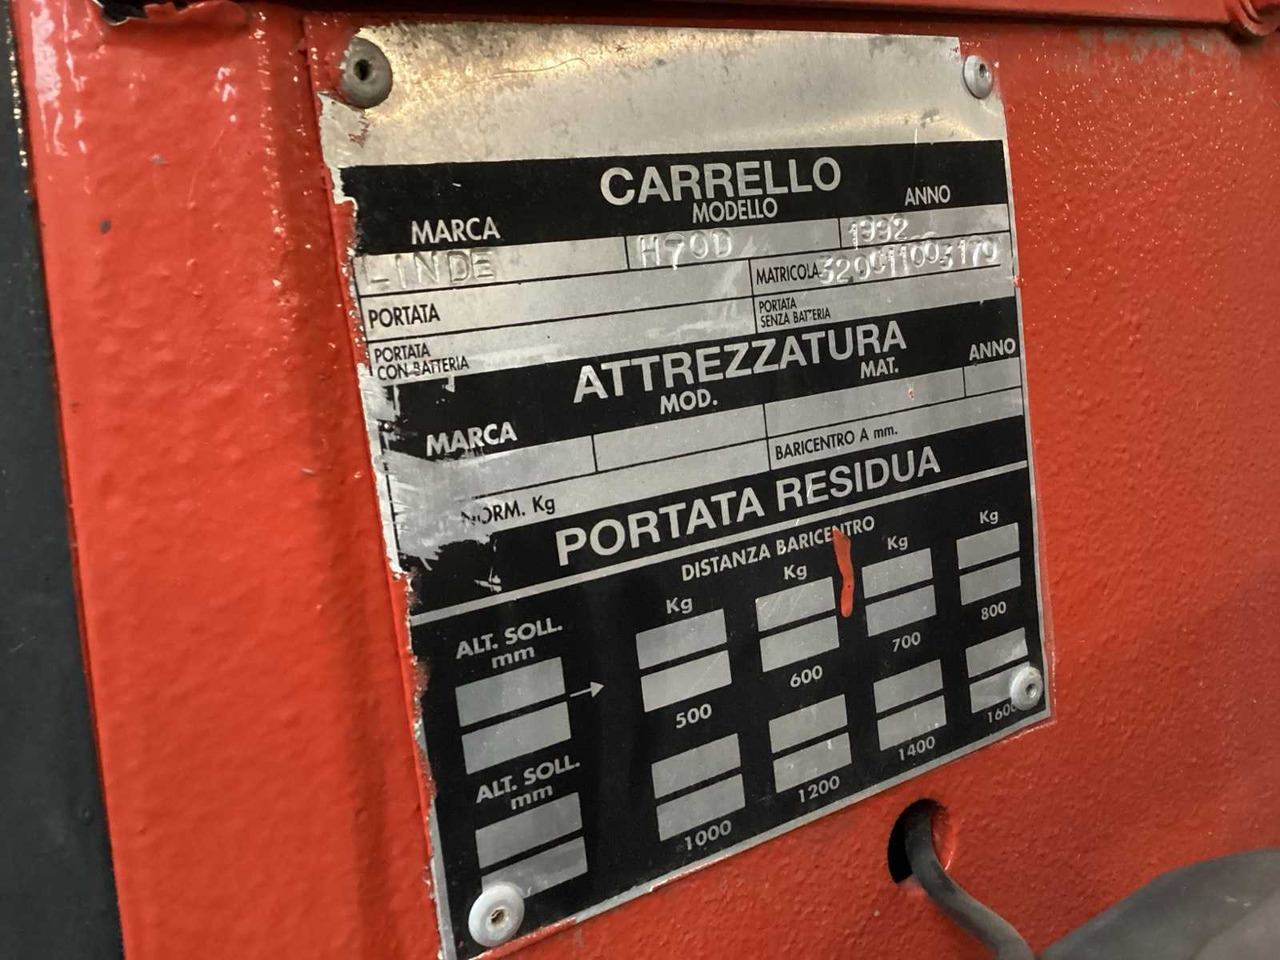 CARRELLO
MARCA MODELLO ANNO
LINDE H70D 1992
PORTATA MATRICOLA
PORTATA CON BATTERIA PORTATA SENZA BATTERIA
ATTREZZATURA
MARCA MOD. MAT. ANNO
NORM. Kg BARICENTRO A mm.
PORTATA RESIDUA
DISTANZA BARICENTRO
ALT. SOLL. mm Kg Kg Kg Kg
500 600 700 800
ALT. SOLL. mm
1000 1200 1400 1600